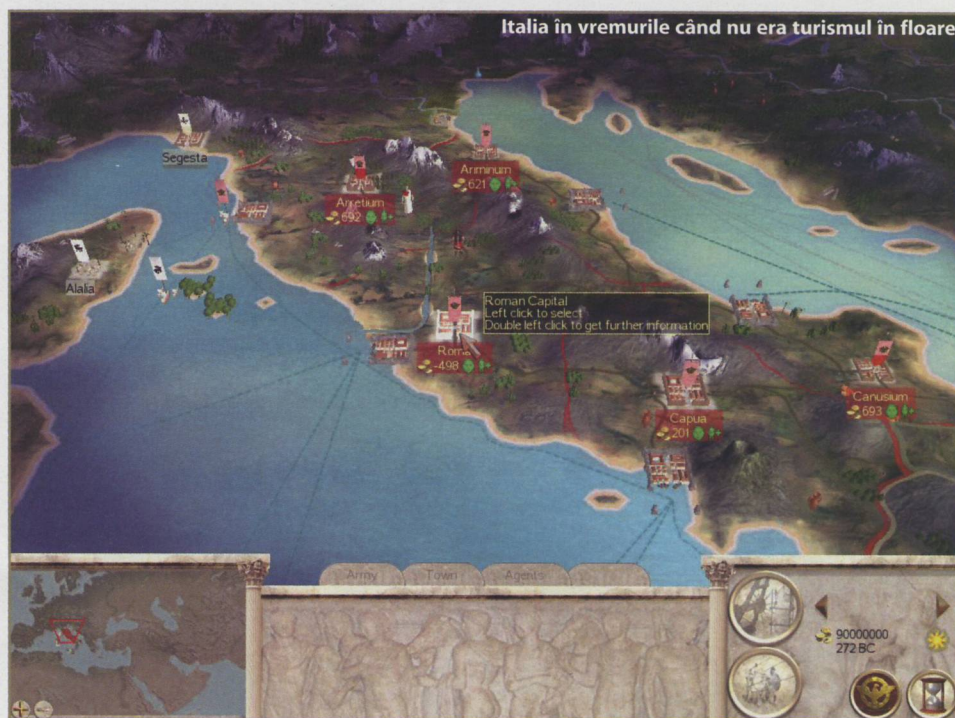 Italia în vremurile când nu era turismul în floare
Segesta
Ariminum
621
Arretium
692
Alalia
Roman Capital
Left click to select
Double left click to get further information
Roma
-498
Canusium
693
Capua
201
Army
Town
Agents
90000000
272 BC